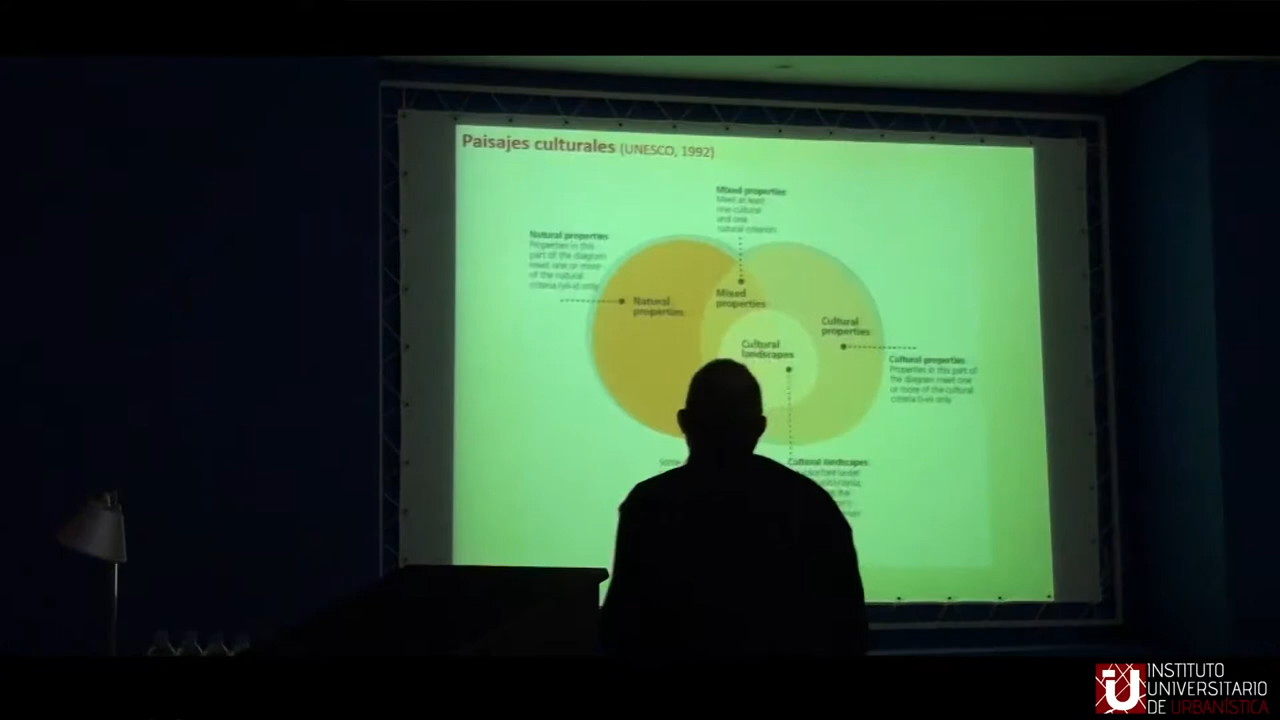 Paisajes culturales (UNESCO, 1992)
Mixed properties
Meet at least
one cultural
and one
natural criterion
Natural properties
Properties in this
part of the diagram
meet one or more
of the natural
criteria only
Natural
properties
Mixed
properties
Cultural
properties
Cultural
landscapes
Cultural properties
Properties in this part of
the diagram meet one
or more of the cultural
criteria only
Cultural landscapes
INSTITUTO
UNIVERSITARIO
DE URBANÍSTICA